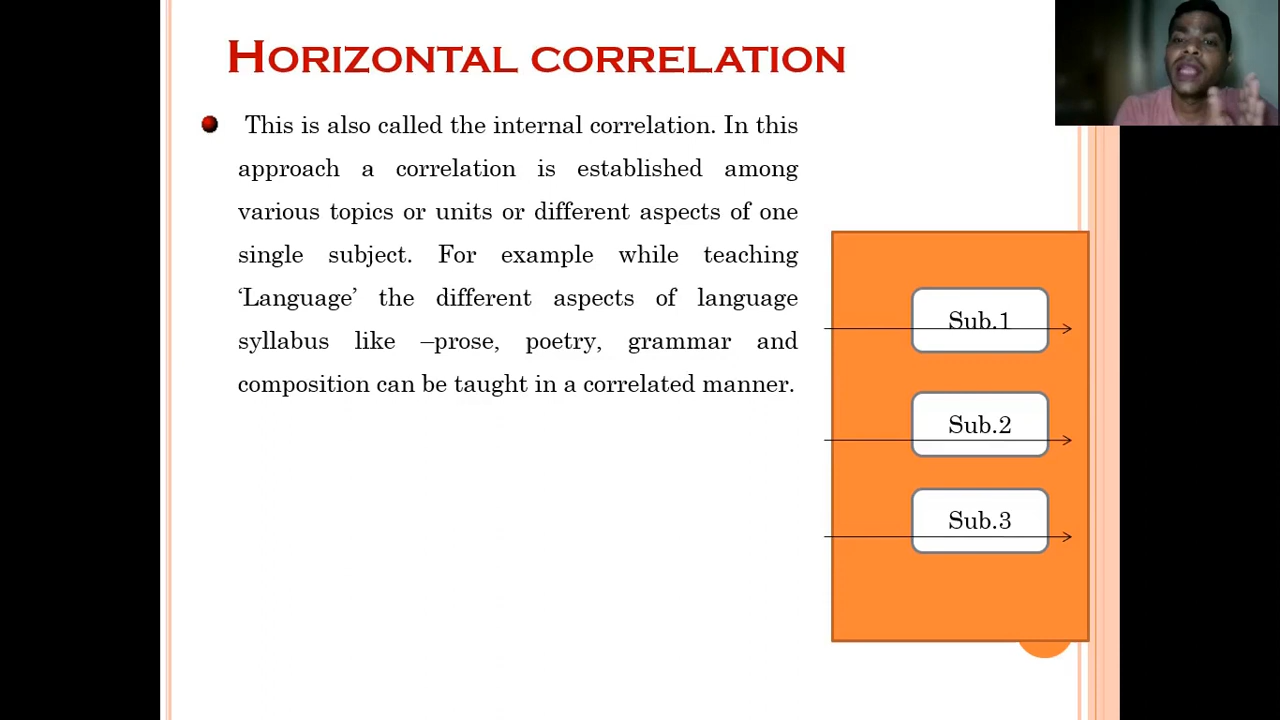 HORIZONTAL CORRELATION
This is also called the internal correlation. In this
approach a correlation is established among
various topics or units or different aspects of one
single subject. For example while teaching
‘Language’ the different aspects of language
syllabus like –prose, poetry, grammar and
composition can be taught in a correlated manner.
Sub.1
Sub.2
Sub.3